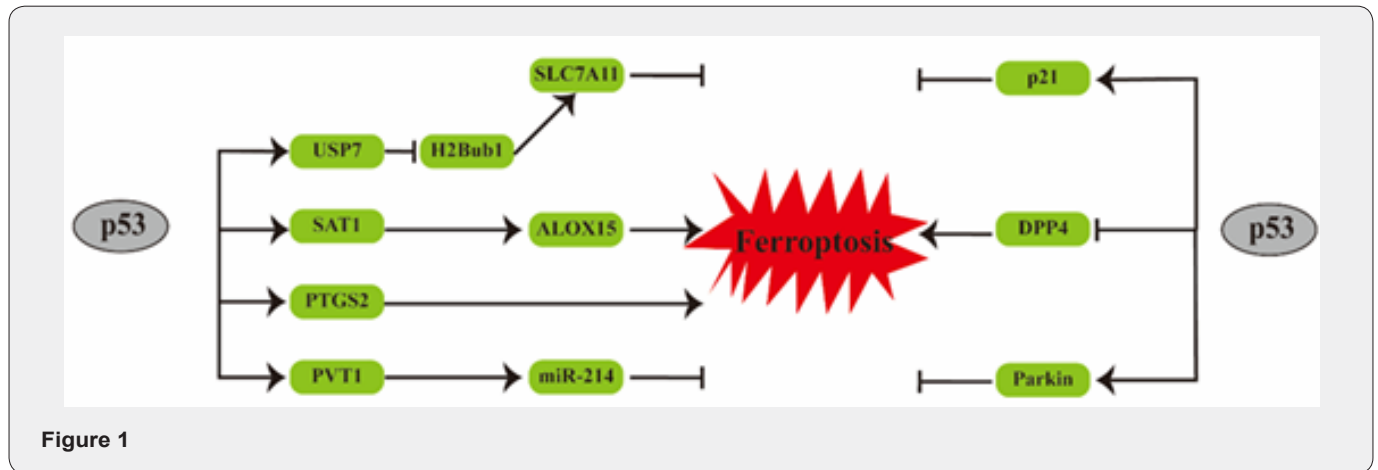 SLC7A11
p21
USP7
H2Bub1
p53
SAT1
ALOX15
Ferroptosis
DPP4
p53
PTGS2
PVT1
miR-214
Parkin
Figure 1